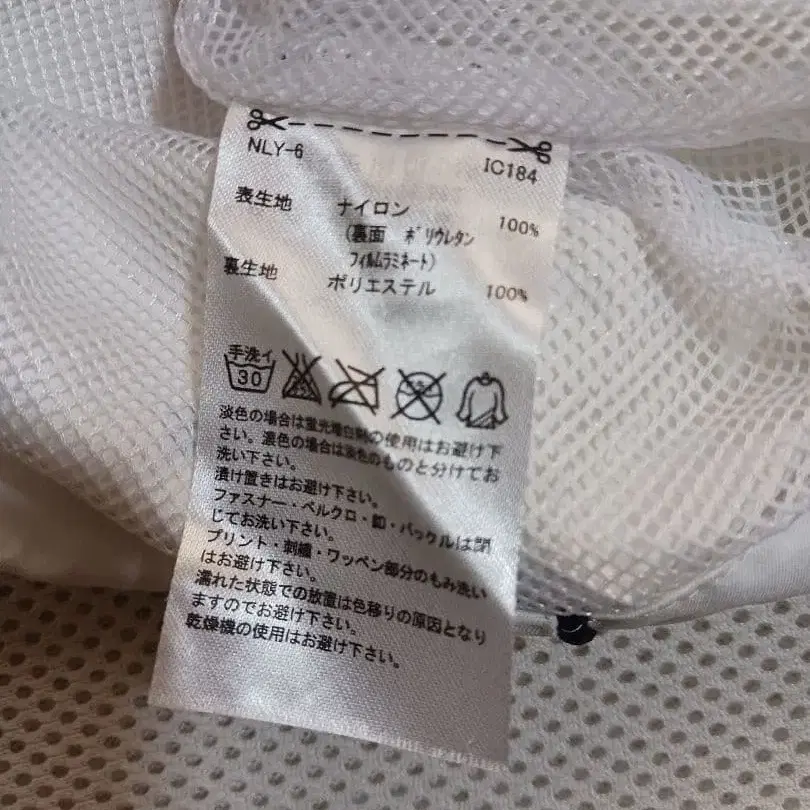 NLY-6 IC184
表生地 ナイロン 100%
(裏面 ポリウレタン
フィルムラミネート)
裏生地 ポリエステル 100%
手洗イ
30
淡色の場合は蛍光増白剤の使用はお避け下
さい。濃色の場合は淡色のものと分けてお
洗い下さい。
漬け置きはお避け下さい。
ファスナー・ベルクロ・釦・バックルは閉
じてお洗い下さい。
プリント・刺繍・ワッペン部分のもみ洗い
はお避け下さい。
濡れた状態での放置は色移りの原因となり
ますのでお避け下さい。
乾燥機の使用はお避け下さい。